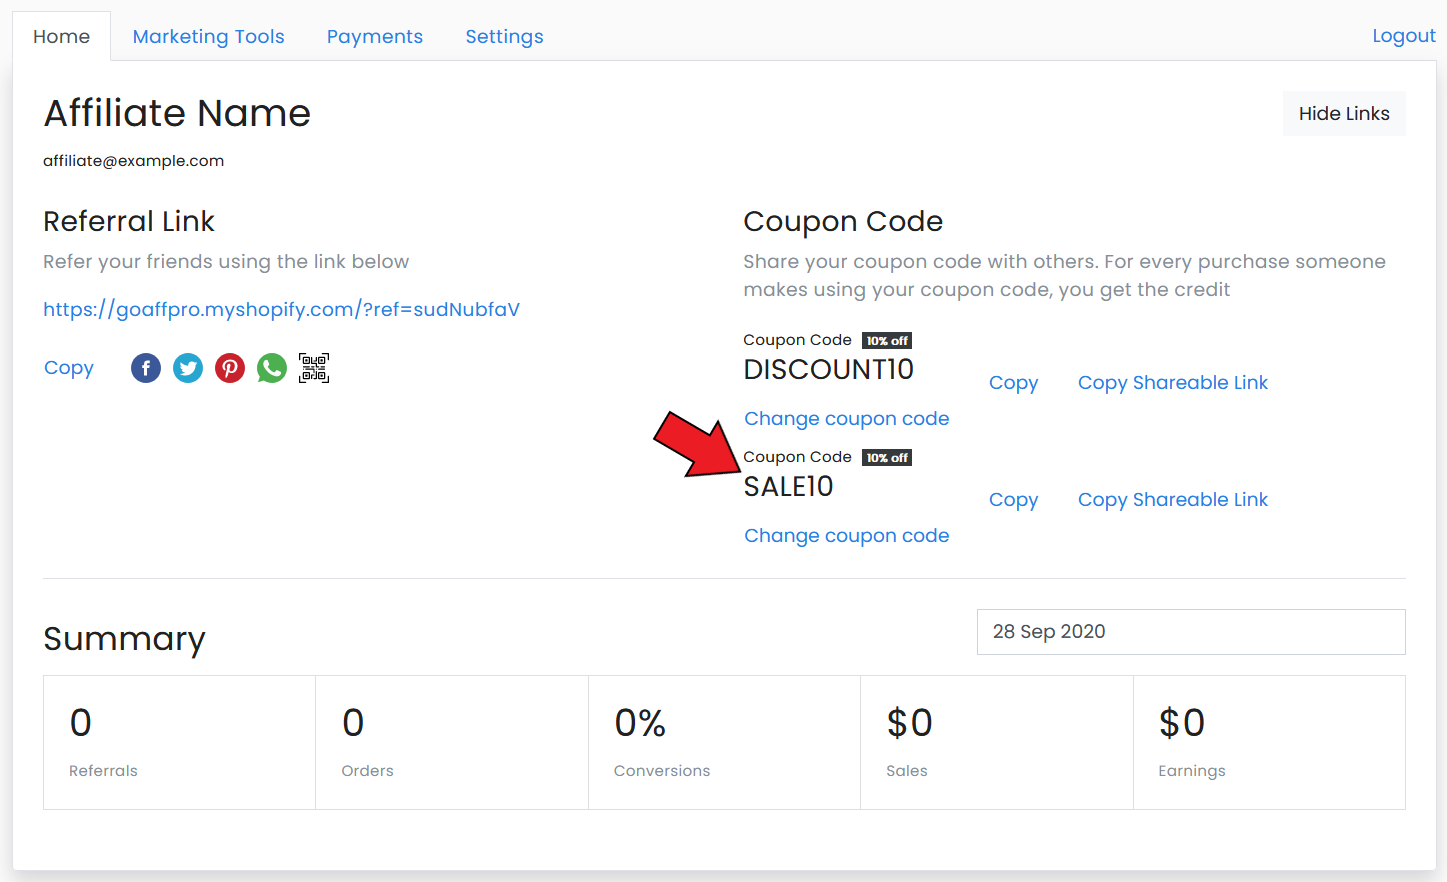 Home Marketing Tools Payments Settings Logout
Affiliate Name
Hide Links
affiliate@example.com
Referral Link
Refer your friends using the link below
https://goaffpro.myshopify.com/?ref=sudNubfaV
Copy
Coupon Code
Share your coupon code with others. For every purchase someone
makes using your coupon code, you get the credit
Coupon Code 10% off
DISCOUNT10
Copy Copy Shareable Link
Change coupon code
Coupon Code 10% off
SALE10
Copy Copy Shareable Link
Change coupon code
Summary
28 Sep 2020
0
Referrals
0
Orders
0%
Conversions
$0
Sales
$0
Earnings